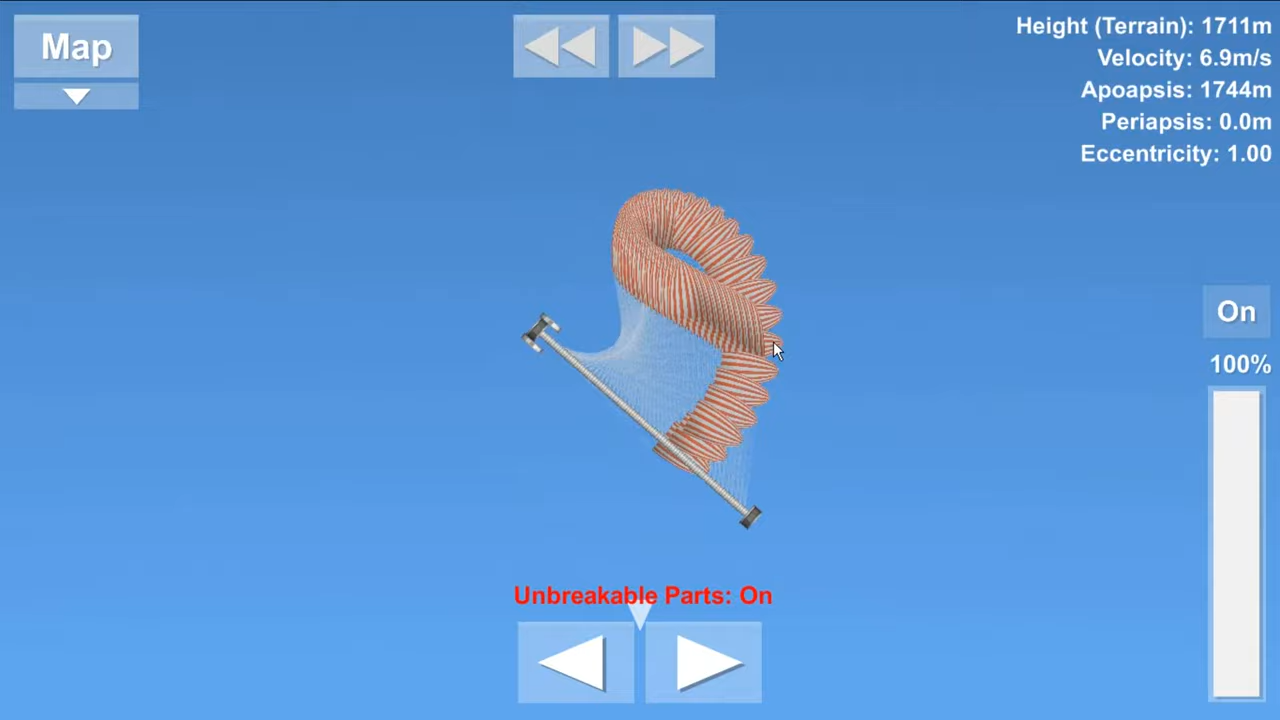 Map
Height (Terrain): 1711m
Velocity: 6.9m/s
Apoapsis: 1744m
Periapsis: 0.0m
Eccentricity: 1.00
On
100%
Unbreakable Parts: On